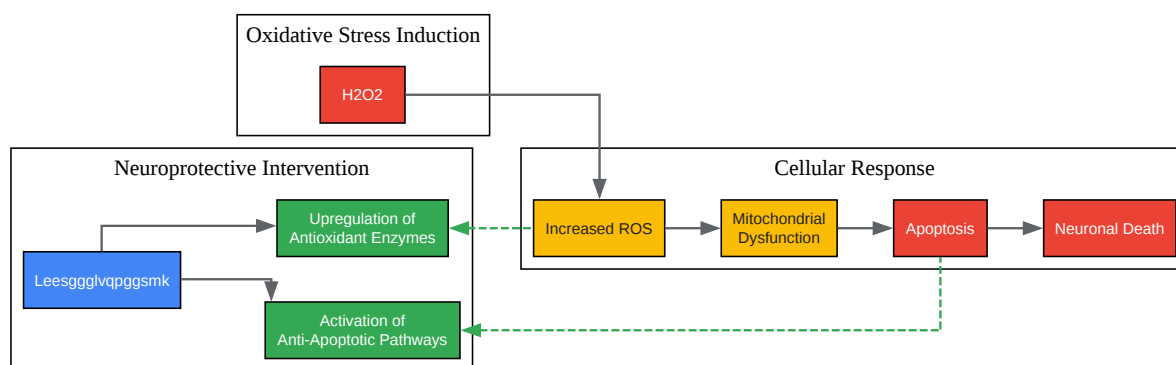 Oxidative Stress Induction
H2O2
Neuroprotective Intervention
Upregulation of
Antioxidant Enzymes
Leesggglvqpggsmk
Activation of
Anti-Apoptotic Pathways
Cellular Response
Increased ROS
Mitochondrial
Dysfunction
Apoptosis
Neuronal Death